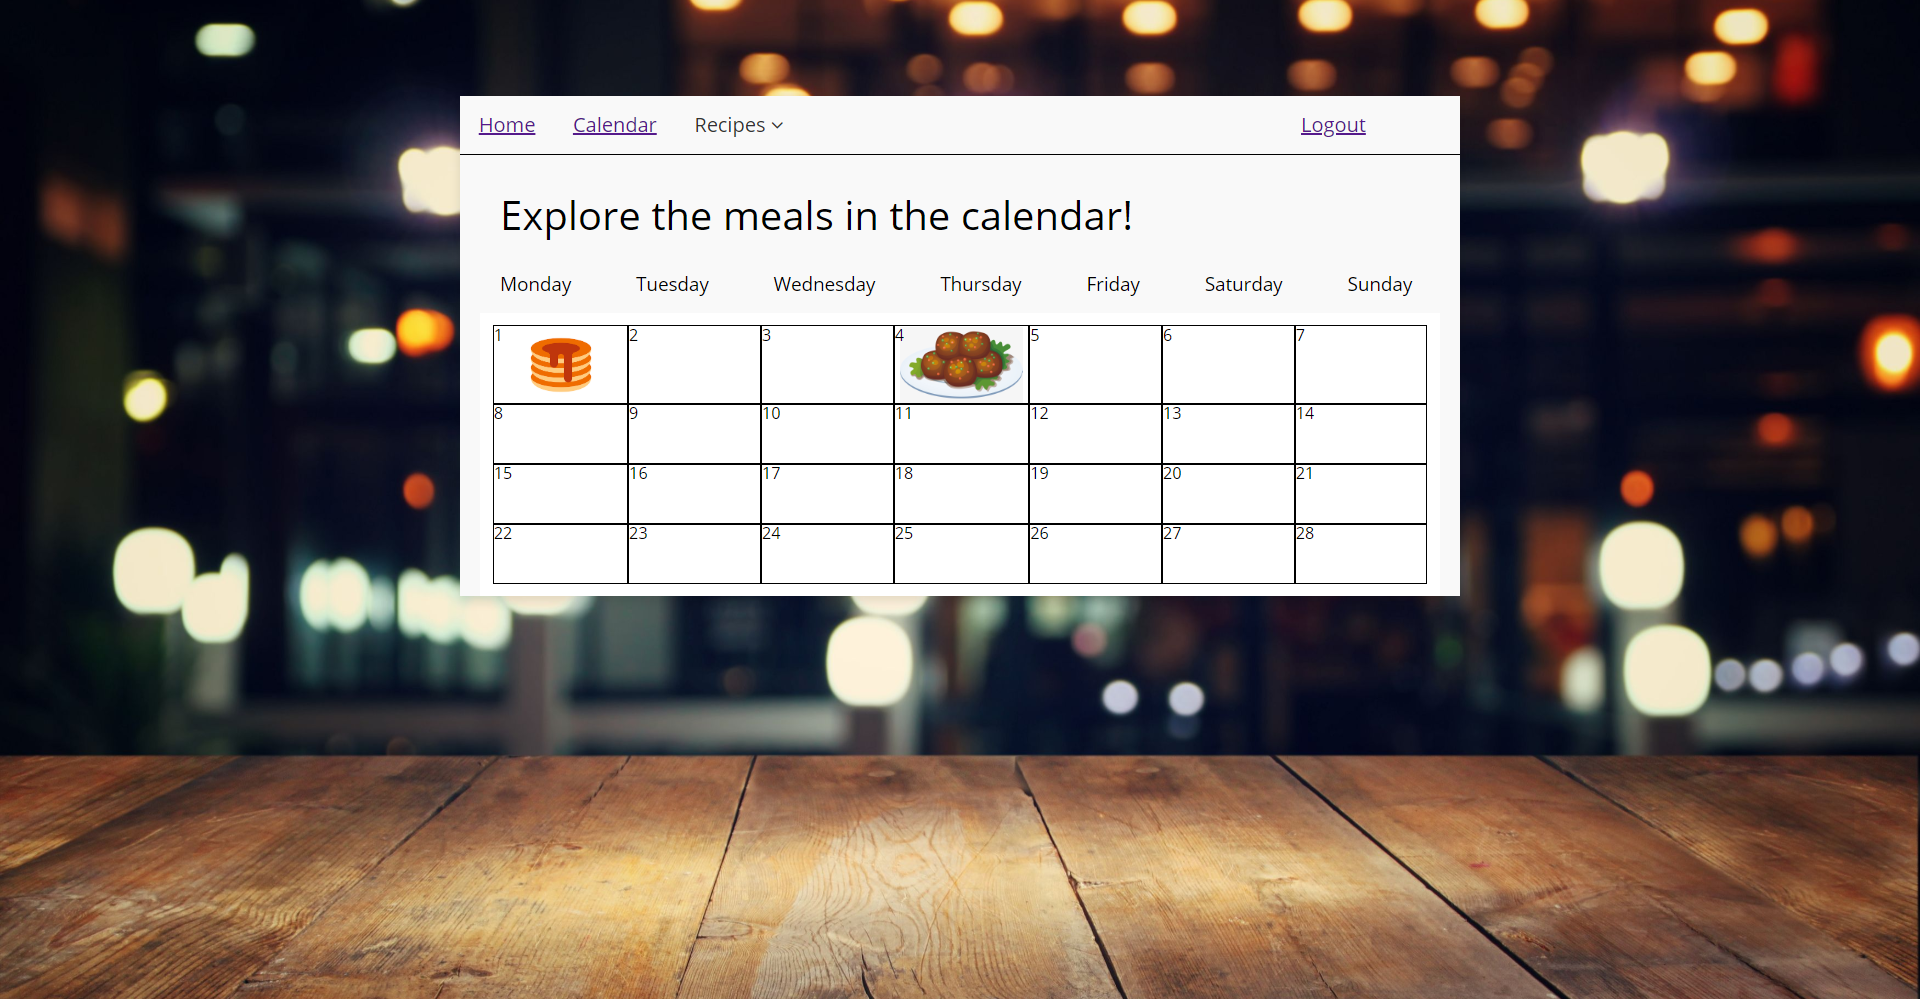 Home Calendar Recipes Logout
Explore the meals in the calendar!
Monday Tuesday Wednesday Thursday Friday Saturday Sunday
1 2 3 4 5 6 7
8 9 10 11 12 13 14
15 16 17 18 19 20 21
22 23 24 25 26 27 28